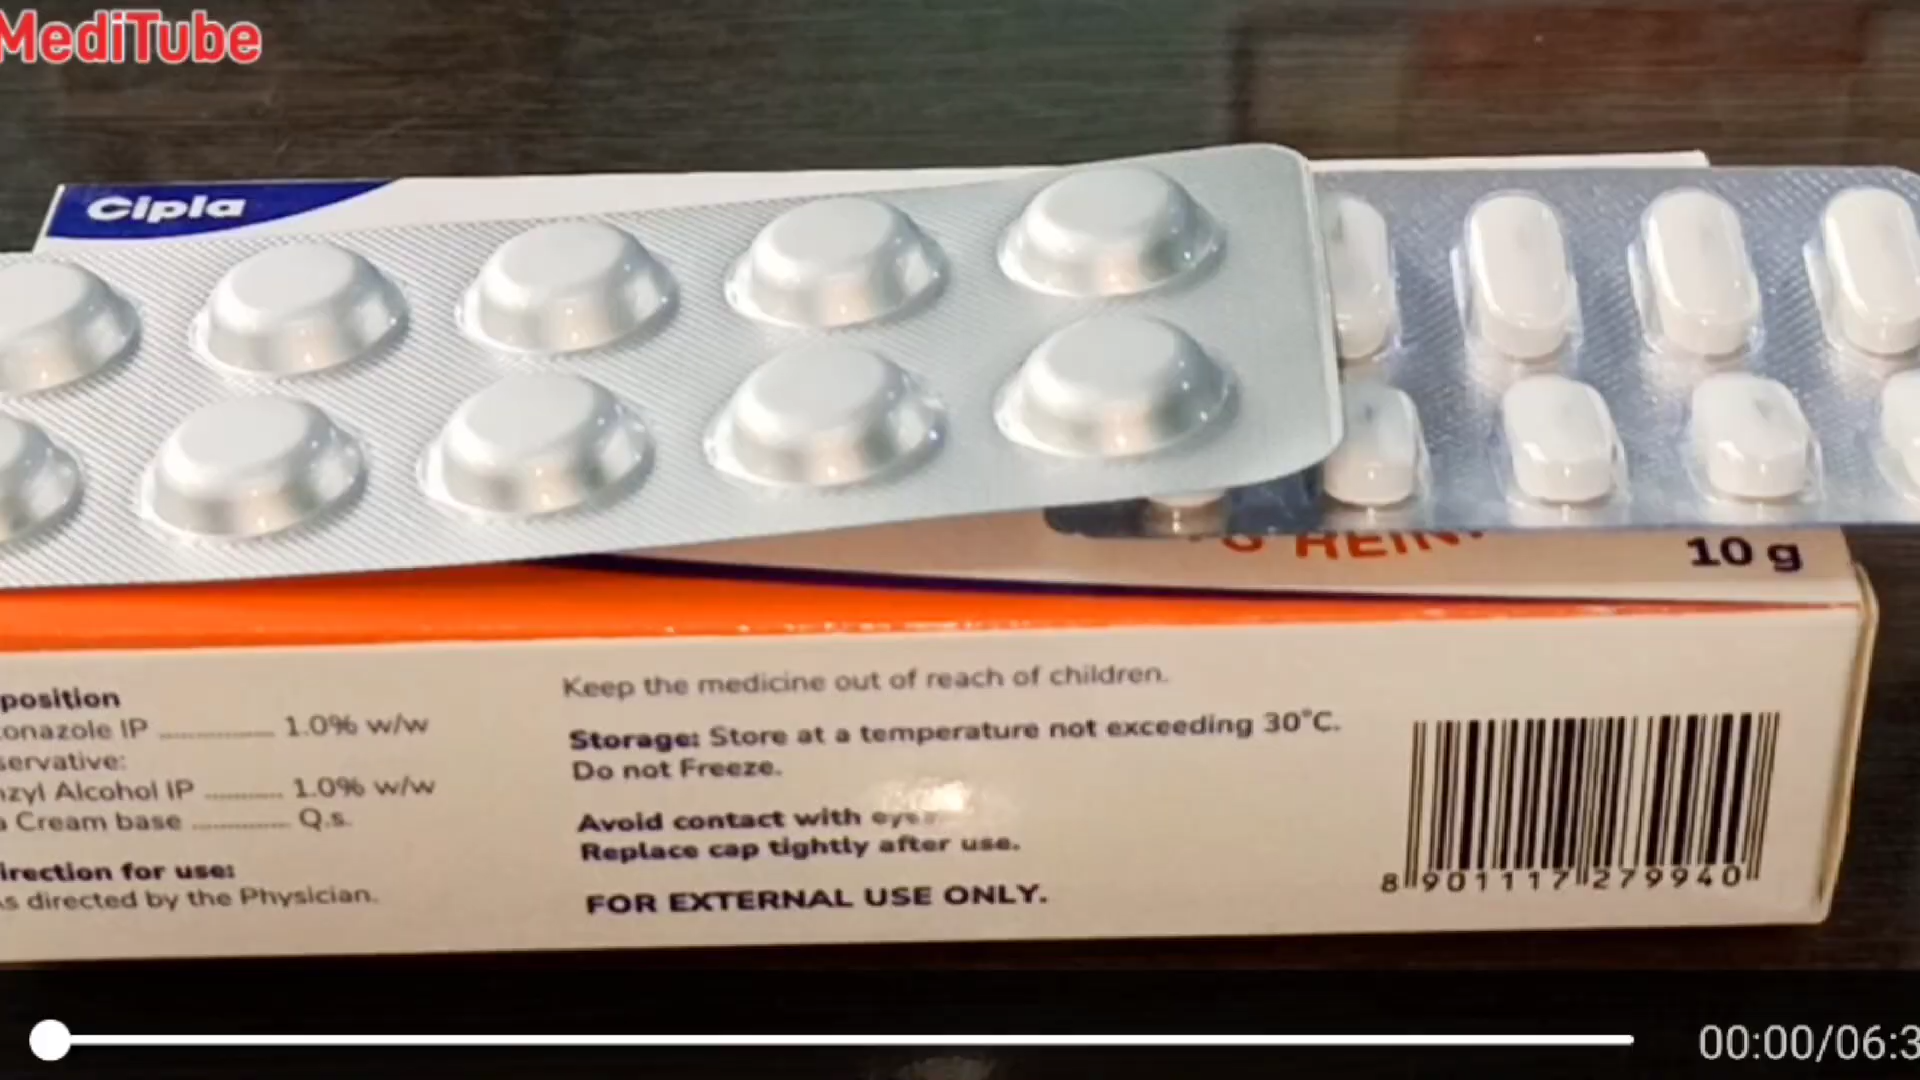 MediTube
Cipla
10 g
position
onazole IP ............... 1.0% w/w
servative:
nzyl Alcohol IP ........... 1.0% w/w
Cream base .............. Q.s.
irection for use:
s directed by the Physician.
Keep the medicine out of reach of children.
Storage: Store at a temperature not exceeding 30°C.
Do not Freeze.
Avoid contact with eyes.
Replace cap tightly after use.
FOR EXTERNAL USE ONLY.
8 901117 279940
00:00/06:3